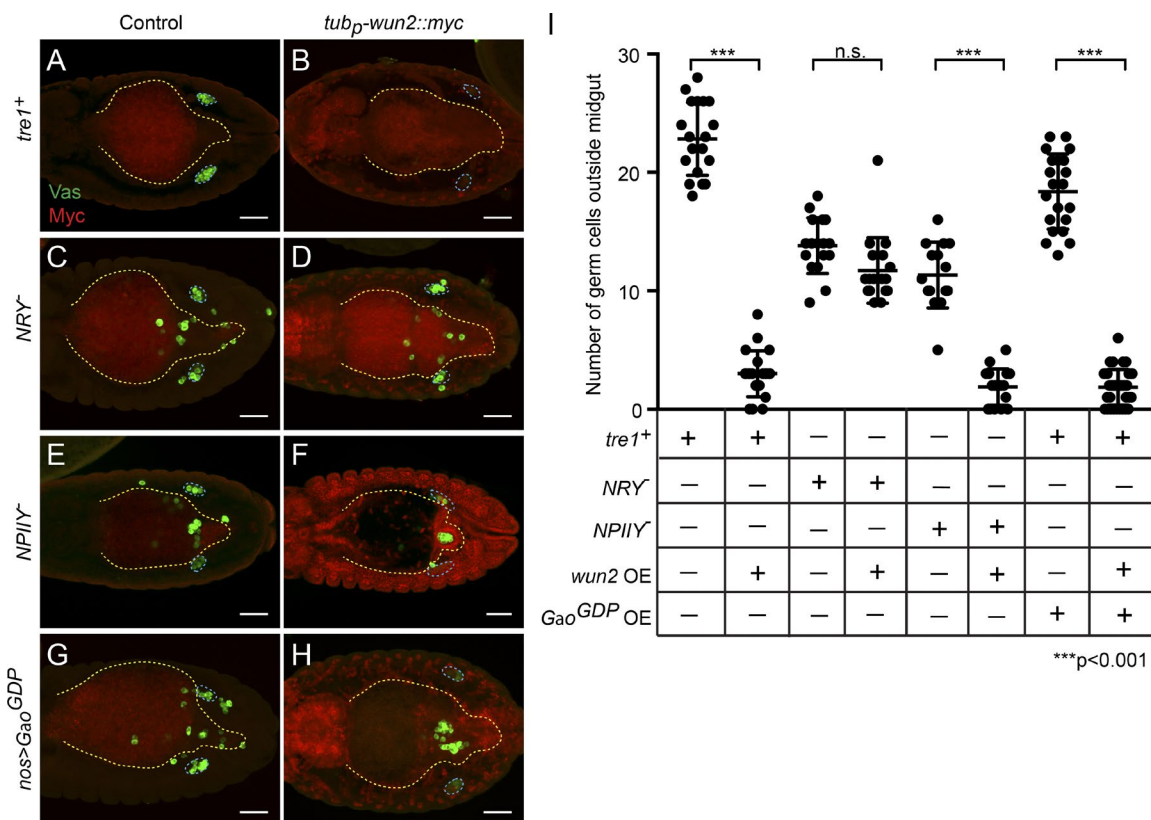 Control
tubp-wun2::myc
I
A
B
tre1+
Vas
Myc
C
D
NRY-
E
F
NPIIY-
G
H
nos>GaoGDP
30
20
10
0
Number of germ cells outside midgut
***
n.s.
***
***
tre1+ + + — — — — + +
NRY- — — + + — — — —
NPIIY- — — — — + + — —
wun2 OE — + — + — + — +
GaoGDP OE — — — — — — + +
***p<0.001